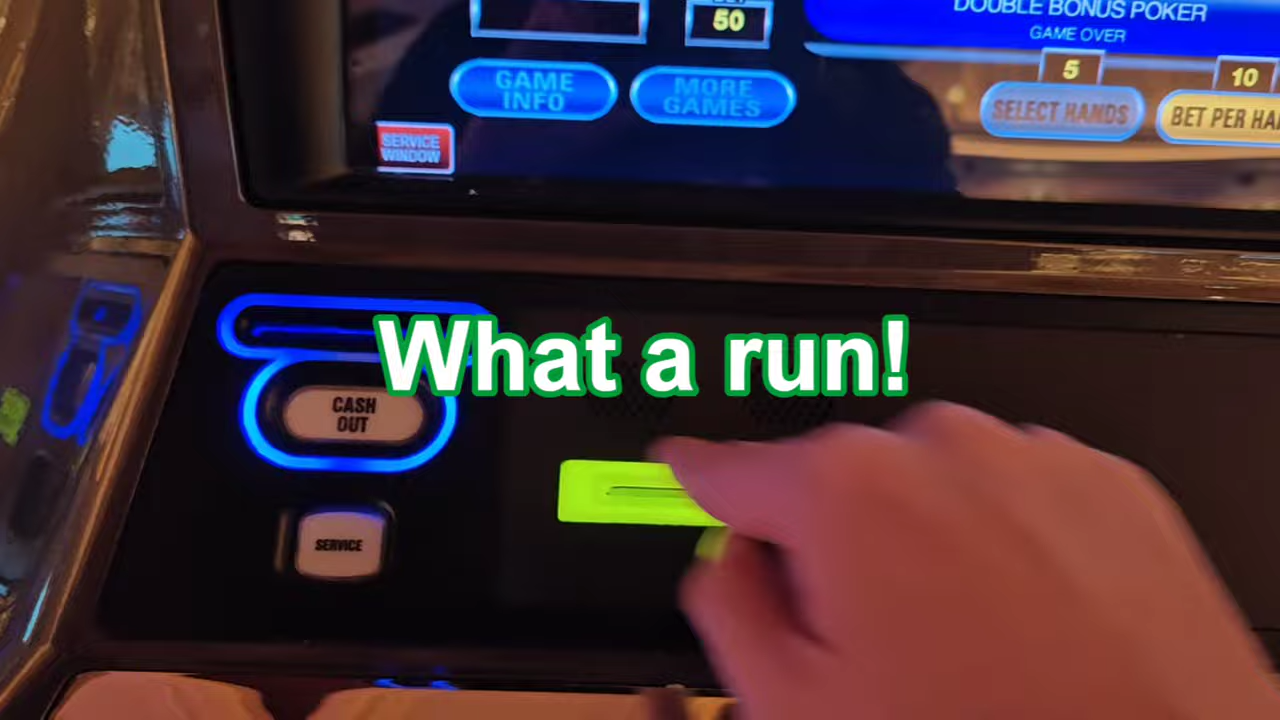 50
DOUBLE BONUS POKER
GAME OVER
5
10
GAME
INFO
MORE
GAMES
SELECT HANDS
BET PER
SERVICE
WINDOW
What a run!
CASH
OUT
SERVICE